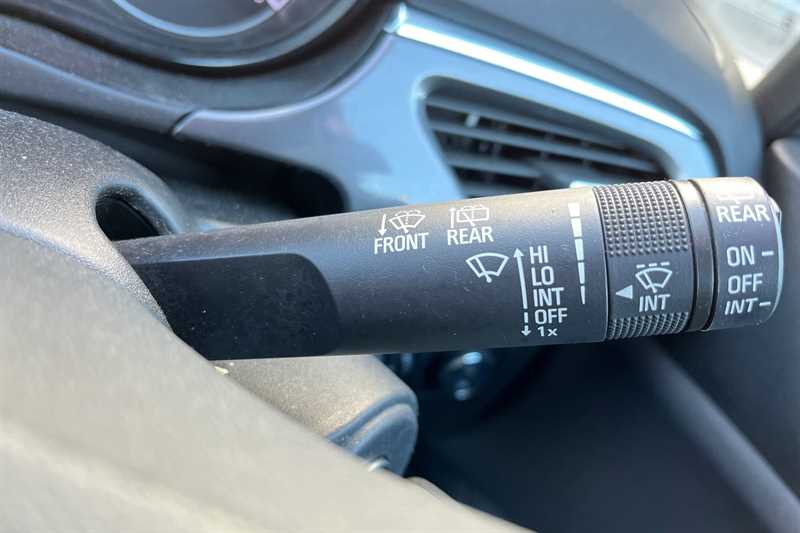 FRONT
REAR
HI
LO
INT
OFF
1x
INT
REAR
ON
OFF
INT